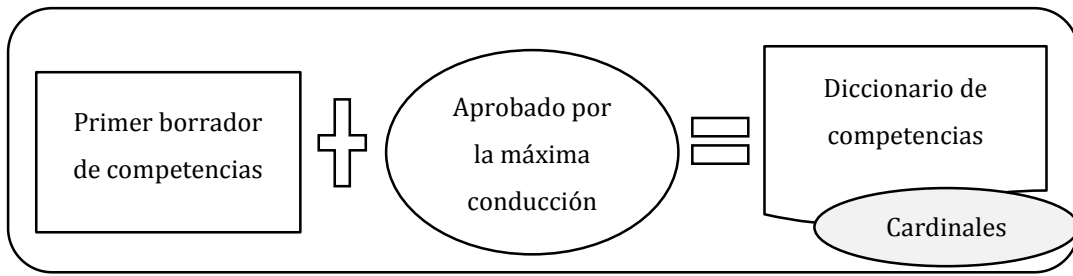 Primer borrador
de competencias
Aprobado por
la máxima
conducción
Diccionario de
competencias
Cardinales